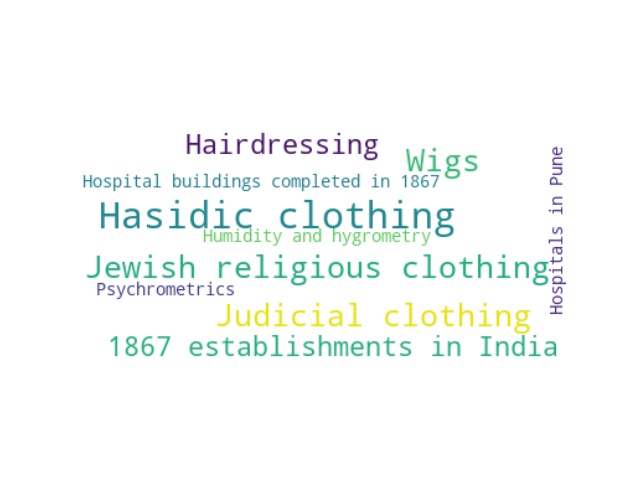 Hairdressing
Wigs
Hospital buildings completed in 1867
Hasidic clothing
Humidity and hygrometry
Jewish religious clothing
Psychrometrics
Judicial clothing
1867 establishments in India
Hospitals in Pune